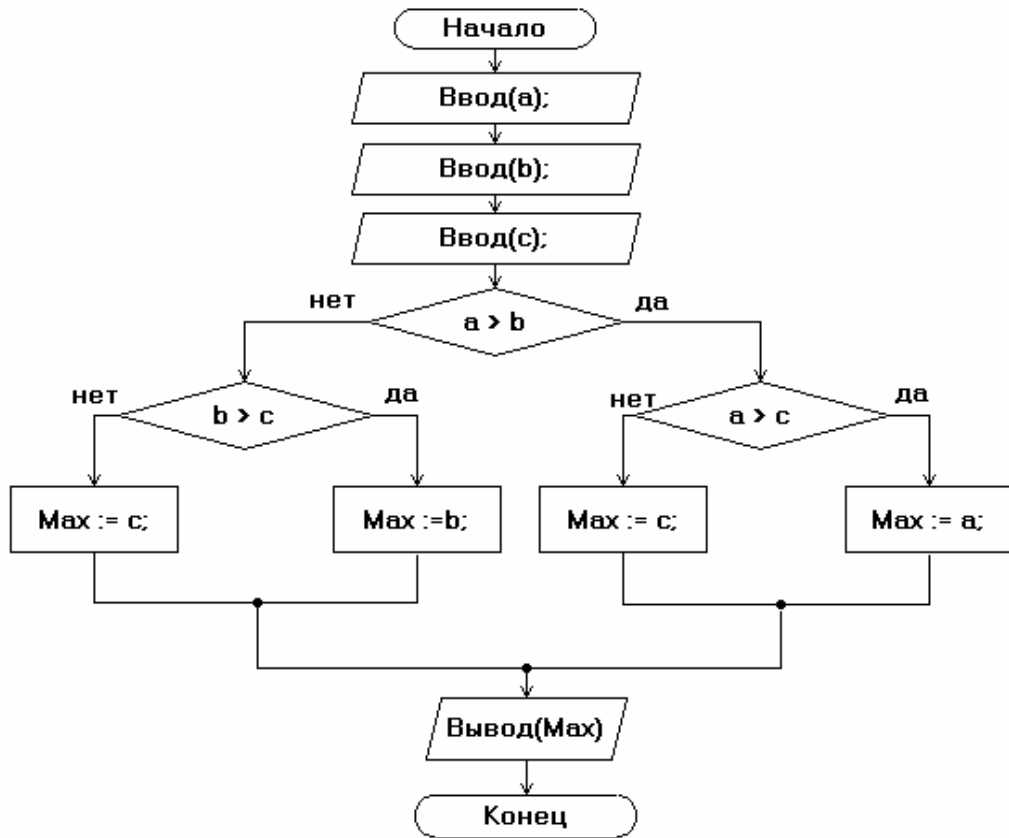 Начало
Ввод(a);
Ввод(b);
Ввод(c);
нет
да
a > b
нет
да
b > c
нет
да
a > c
Max := c;
Max :=b;
Max := c;
Max := a;
Вывод(Max)
Конец